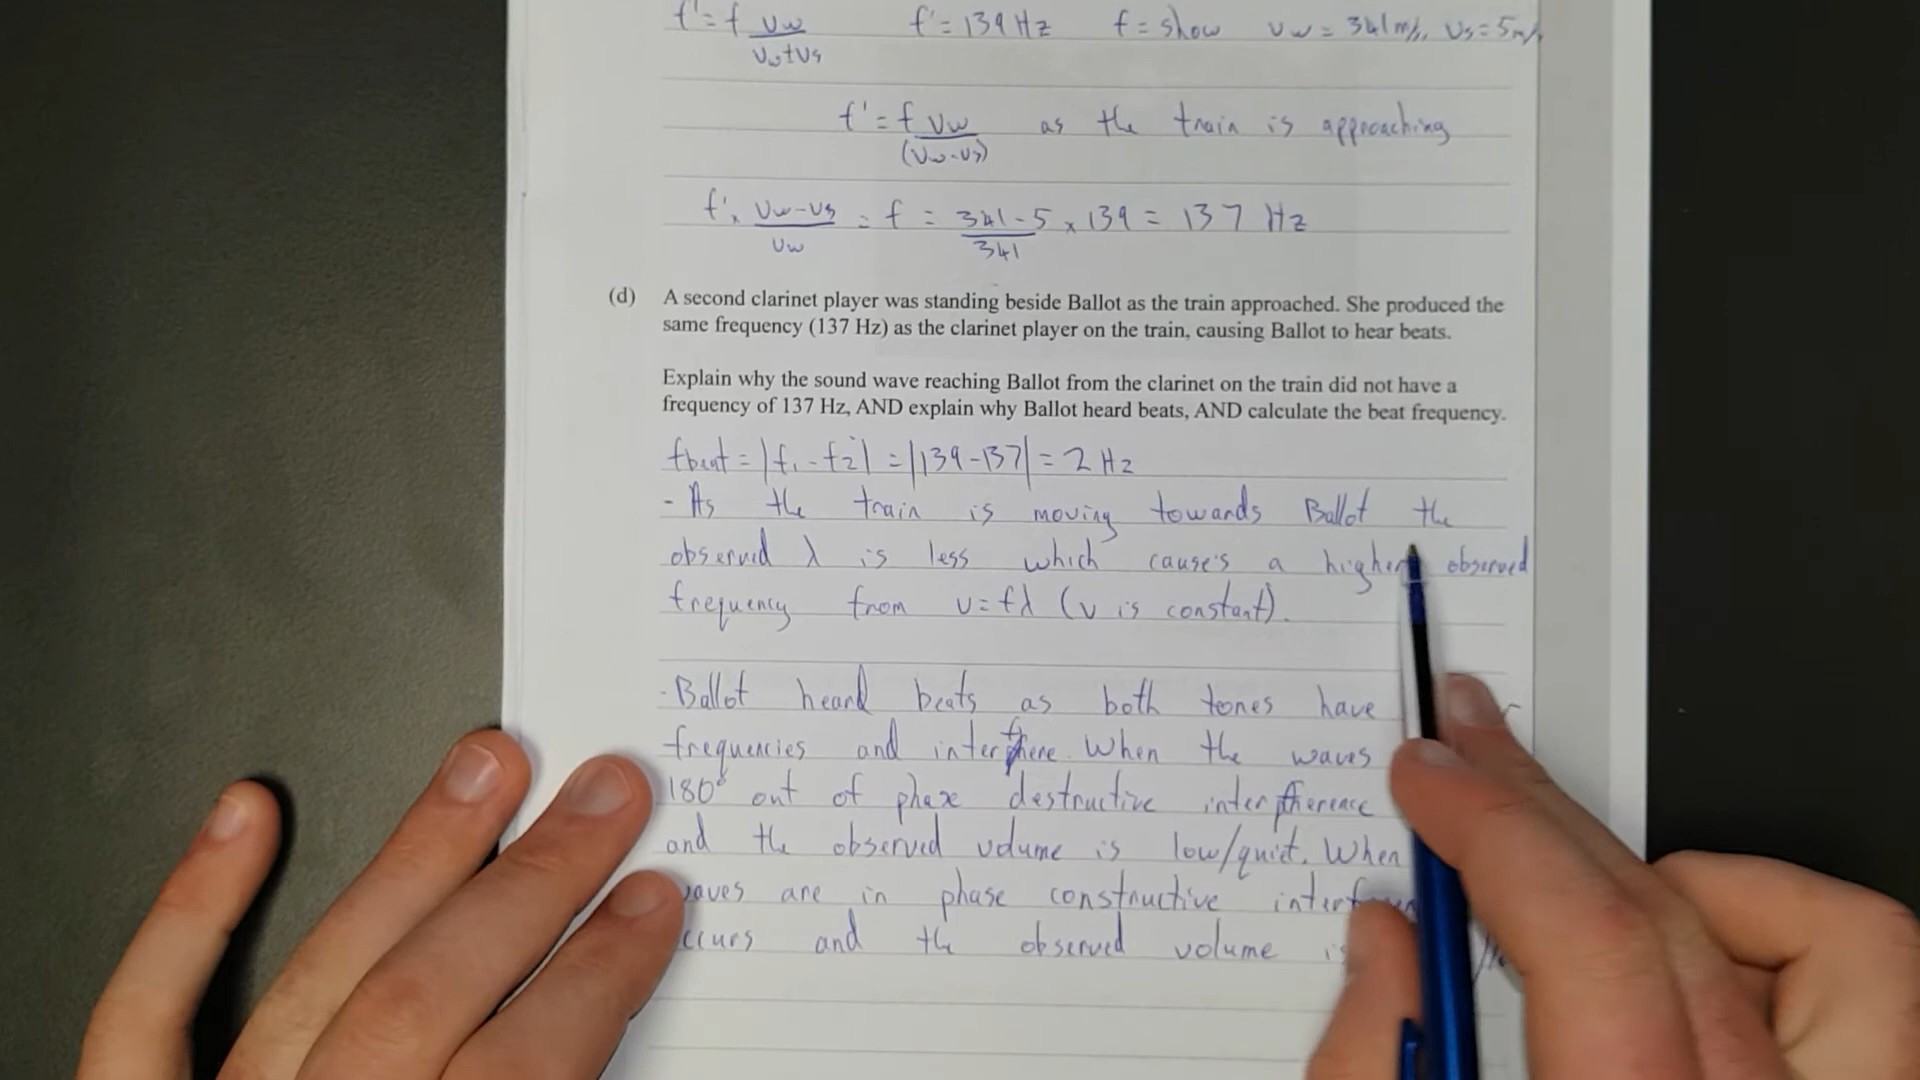 f' = f vw / vw±vs   f' = 139 Hz   f = show   vw = 341 m/s, vs = 5 m/s
f' = f vw / (vw-vs)   as the train is approaching
f' × vw-vs / vw = f = 341-5 / 341 × 139 = 137 Hz
(d) A second clarinet player was standing beside Ballot as the train approached. She produced the
same frequency (137 Hz) as the clarinet player on the train, causing Ballot to hear beats.
Explain why the sound wave reaching Ballot from the clarinet on the train did not have a
frequency of 137 Hz, AND explain why Ballot heard beats, AND calculate the beat frequency.
fbeat = |f1 - f2| = |139-137| = 2 Hz
- As the train is moving towards Ballot the
observed λ is less which cause's a higher observed
frequency from v=fλ (v is constant).
- Ballot heard beats as both tones have
frequencies and interfere. When the waves
180° out of phase destructive interference
and the observed volume is low/quiet. When
waves are in phase constructive
occurs and the observed volume is